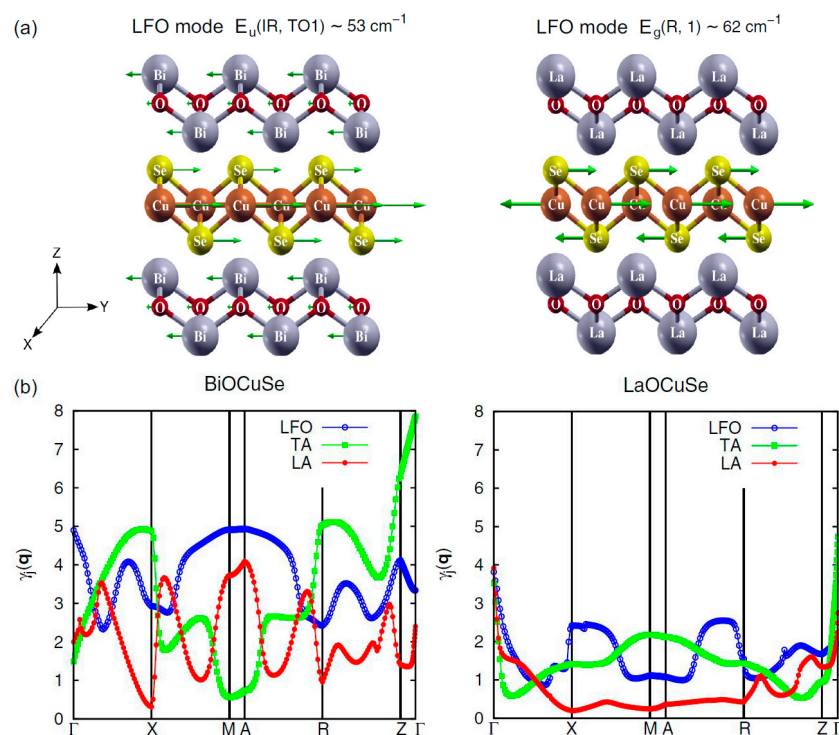 (a)
LFO mode E_u(IR, TO1) ~ 53 cm⁻¹
LFO mode E_g(R, 1) ~ 62 cm⁻¹
Bi Bi Bi
O O O O O O
Bi Bi Bi
Se Se Se
Cu Cu Cu Cu Cu Cu
Se Se Se
Bi Bi Bi
O O O O O O
Bi Bi Bi
La La La
O O O O O O
La La La
Se Se Se
Cu Cu Cu Cu Cu Cu
Se Se Se
La La La
O O O O O O
La La La
Z
Y
X
(b)
BiOCuSe
γⱼ(q)
8
7
6
5
4
3
2
1
0
LFO
TA
LA
Γ X M A R Z Γ
LaOCuSe
γⱼ(q)
8
7
6
5
4
3
2
1
0
LFO
TA
LA
Γ X M A R Z Γ